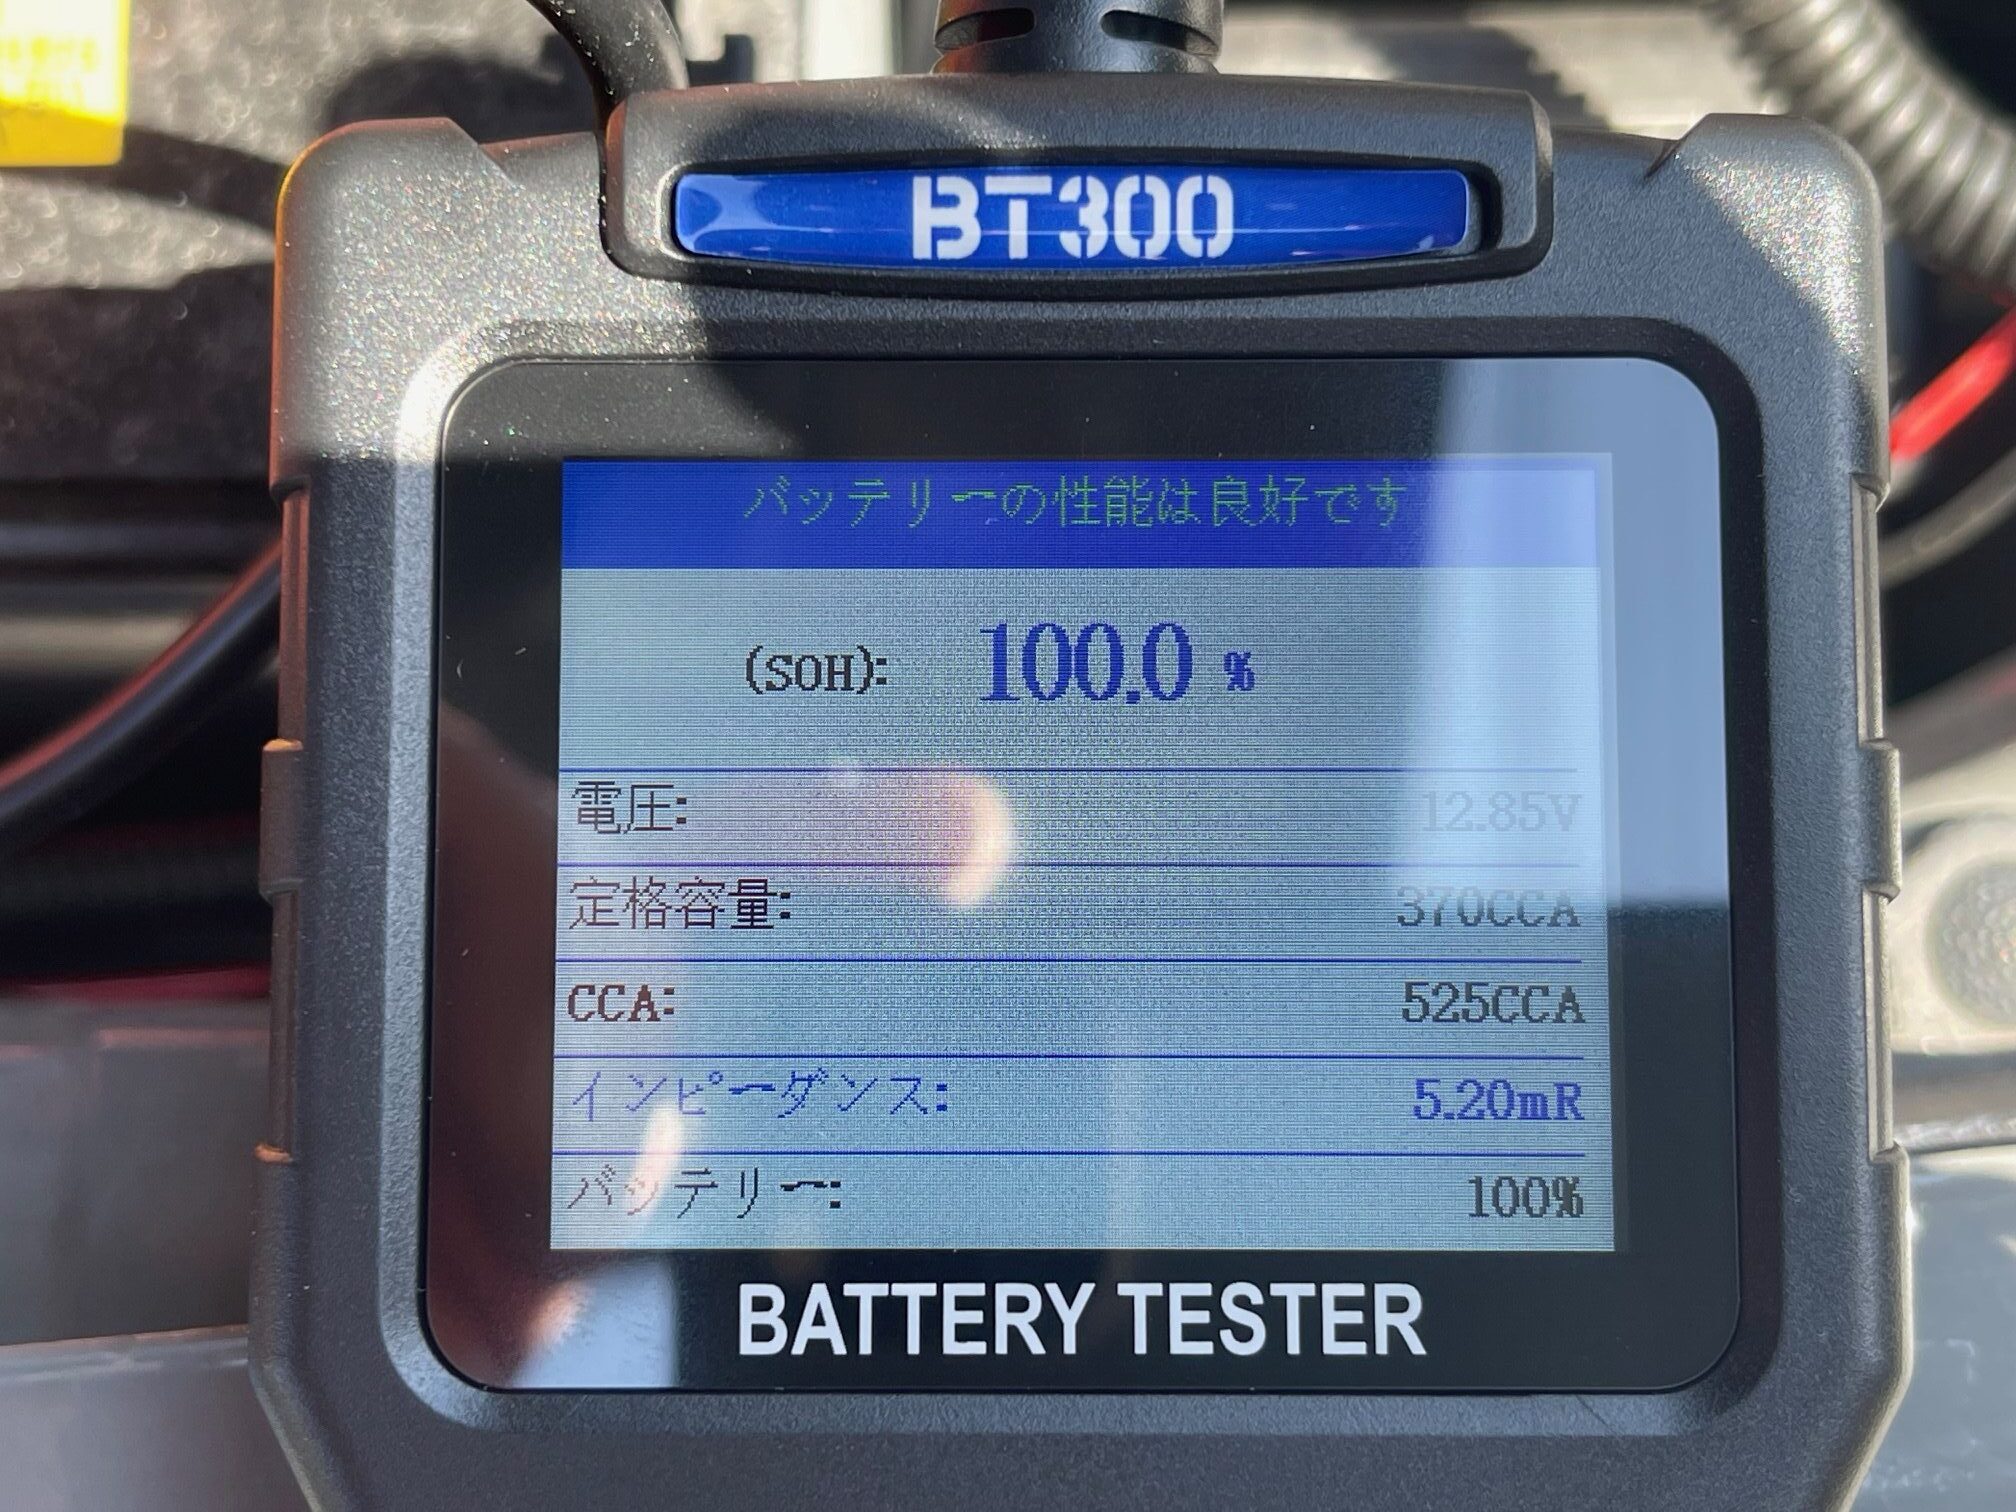 BT300
バッテリーの性能は良好です
(SOH): 100.0 %
電圧: 12.85V
定格容量: 370CCA
CCA: 525CCA
インピーダンス: 5.20mR
バッテリー: 100%
BATTERY TESTER